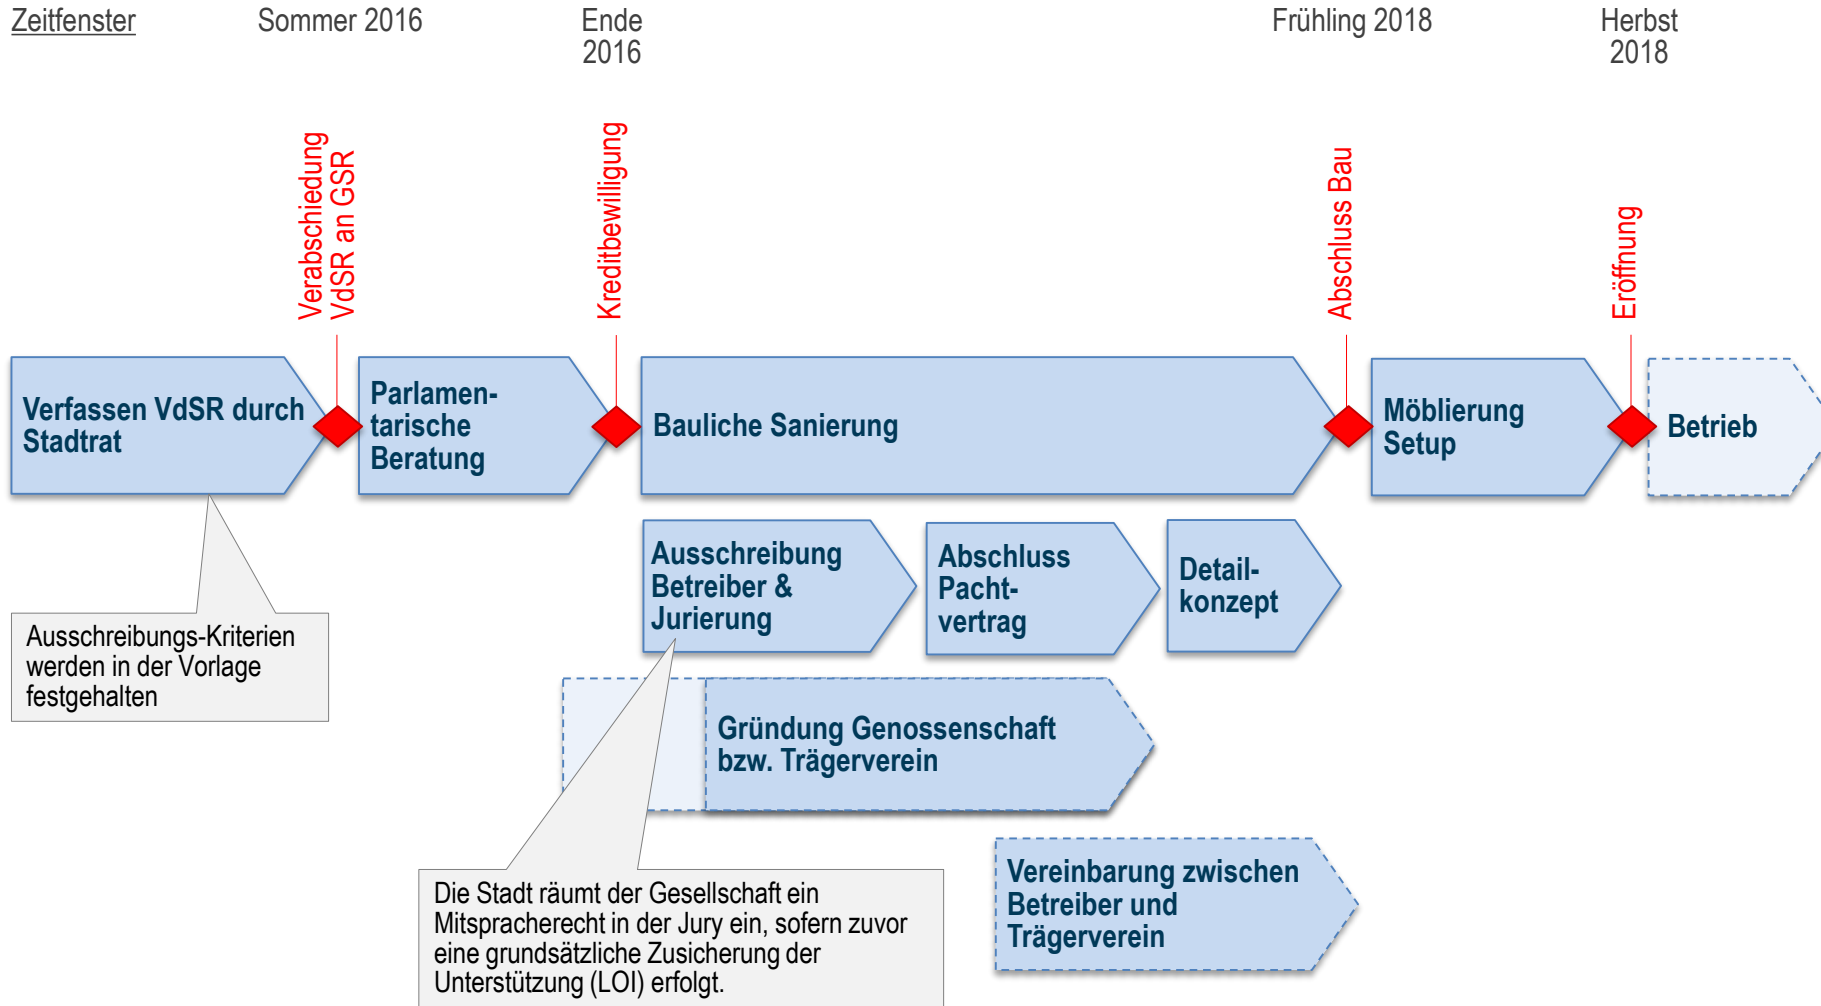 Zeitfenster
Sommer 2016
Ende
2016
Frühling 2018
Herbst
2018
Verabschiedung
VdSR an GSR
Kreditbewilligung
Abschluss Bau
Eröffnung
Verfassen VdSR durch
Stadtrat
Parlamen-
tarische
Beratung
Bauliche Sanierung
Möblierung
Setup
Betrieb
Ausschreibung
Betreiber &
Jurierung
Abschluss
Pacht-
vertrag
Detail-
konzept
Ausschreibungs-Kriterien
werden in der Vorlage
festgehalten
Gründung Genossenschaft
bzw. Trägerverein
Vereinbarung zwischen
Betreiber und
Trägerverein
Die Stadt räumt der Gesellschaft ein
Mitspracherecht in der Jury ein, sofern zuvor
eine grundsätzliche Zusicherung der
Unterstützung (LOI) erfolgt.